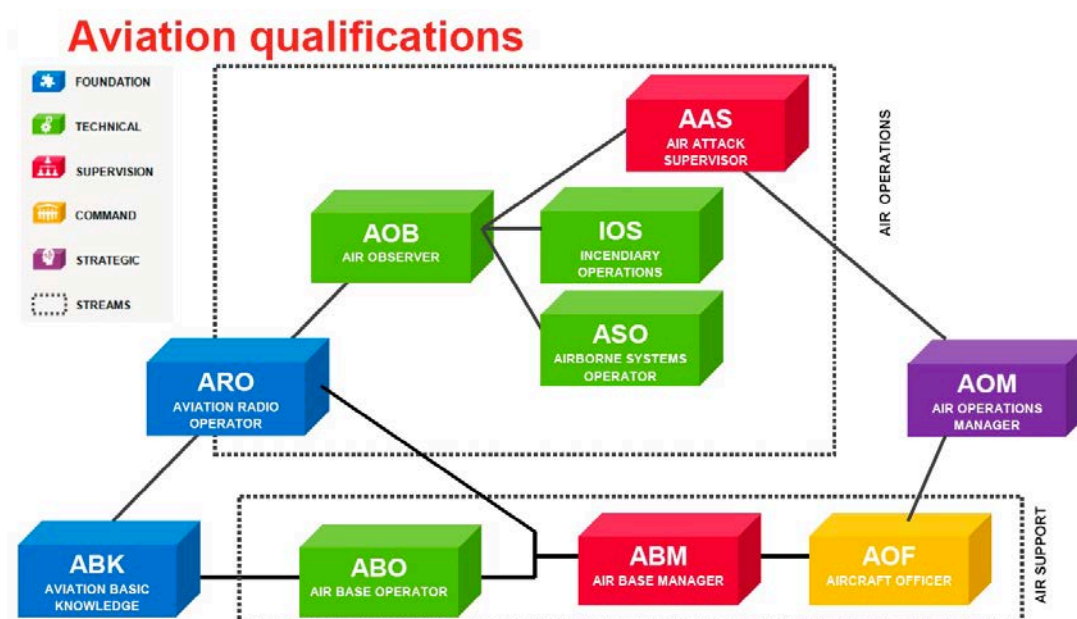 Aviation qualifications
FOUNDATION
TECHNICAL
SUPERVISION
COMMAND
STRATEGIC
STREAMS
AAS
AIR ATTACK
SUPERVISOR
AIR OPERATIONS
AOB
AIR OBSERVER
IOS
INCENDIARY
OPERATIONS
ASO
AIRBORNE SYSTEMS
OPERATOR
ARO
AVIATION RADIO
OPERATOR
AOM
AIR OPERATIONS
MANAGER
ABK
AVIATION BASIC
KNOWLEDGE
ABO
AIR BASE OPERATOR
ABM
AIR BASE MANAGER
AOF
AIRCRAFT OFFICER
AIR SUPPORT